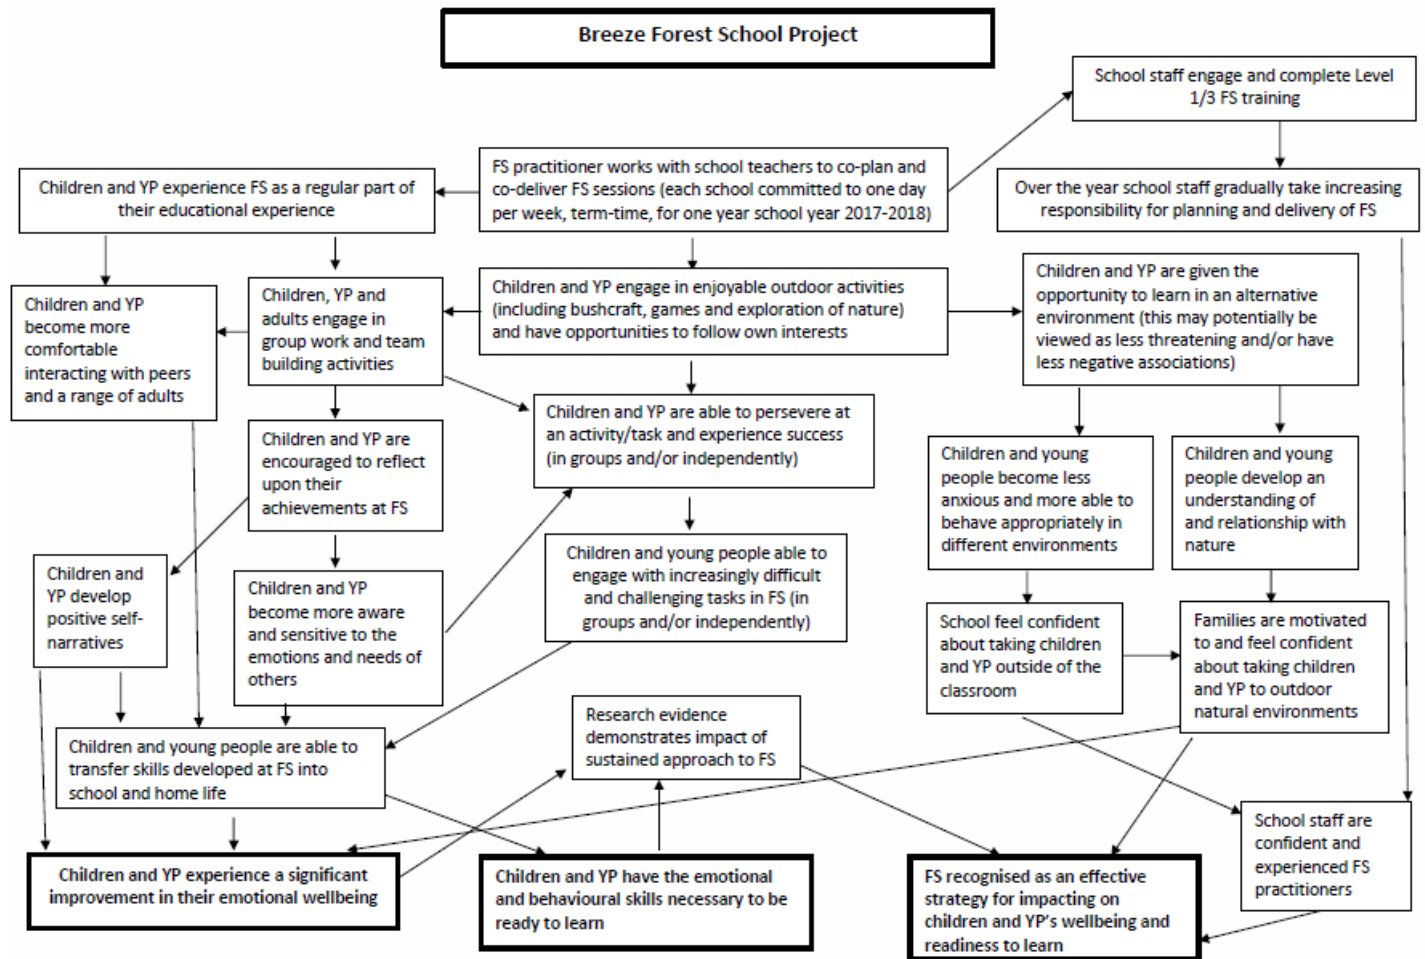 Breeze Forest School Project
School staff engage and complete Level
1/3 FS training
FS practitioner works with school teachers to co-plan and
co-deliver FS sessions (each school committed to one day
per week, term-time, for one year school year 2017-2018)
Children and YP experience FS as a regular part of
their educational experience
Over the year school staff gradually take increasing
responsibility for planning and delivery of FS
Children and YP
become more
comfortable
interacting with peers
and a range of adults
Children, YP and
adults engage in
group work and team
building activities
Children and YP engage in enjoyable outdoor activities
(including bushcraft, games and exploration of nature)
and have opportunities to follow own interests
Children and YP are given the
opportunity to learn in an alternative
environment (this may potentially be
viewed as less threatening and/or have
less negative associations)
Children and YP are able to persevere at
an activity/task and experience success
(in groups and/or independently)
Children and YP are
encouraged to reflect
upon their
achievements at FS
Children and young
people become less
anxious and more able to
behave appropriately in
different environments
Children and young
people develop an
understanding of
and relationship with
nature
Children and
YP develop
positive self-
narratives
Children and YP
become more aware
and sensitive to the
emotions and needs of
others
Children and young people able to
engage with increasingly difficult
and challenging tasks in FS (in
groups and/or independently)
School feel confident
about taking children
and YP outside of the
classroom
Families are motivated
to and feel confident
about taking children
and YP to outdoor
natural environments
Research evidence
demonstrates impact of
sustained approach to FS
Children and young people are able to
transfer skills developed at FS into
school and home life
School staff are
confident and
experienced FS
practitioners
Children and YP experience a significant
improvement in their emotional wellbeing
Children and YP have the emotional
and behavioural skills necessary to be
ready to learn
FS recognised as an effective
strategy for impacting on
children and YP's wellbeing and
readiness to learn